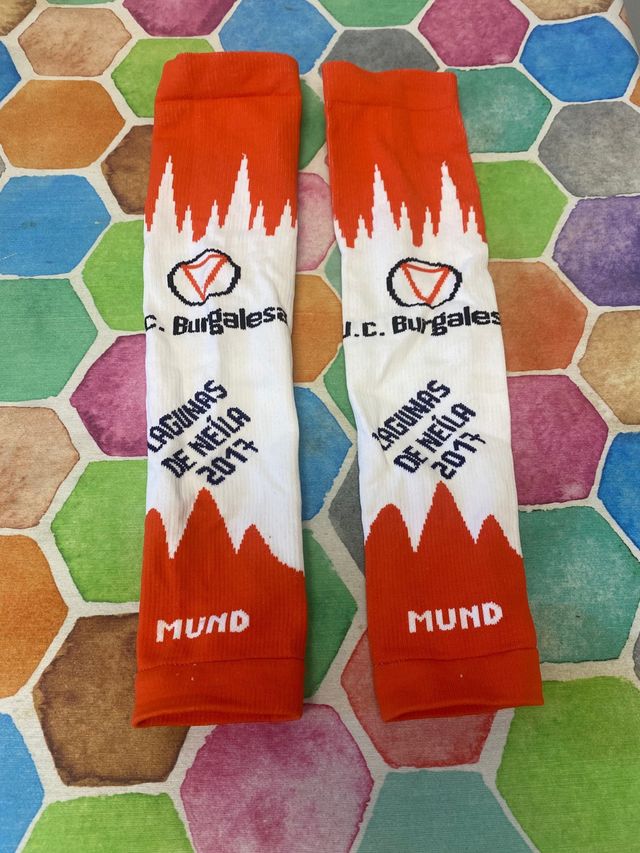 C. Burgalesa
LAGUNAS
DE NEILA
2017
MUND
J.C. Burgales
LAGUNAS
DE NEILA
2017
MUND